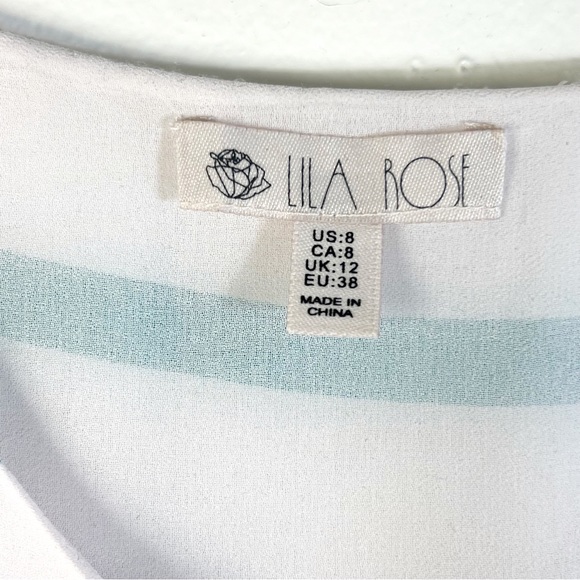 LILA ROSE
US:8
CA:8
UK:12
EU:38
MADE IN
CHINA